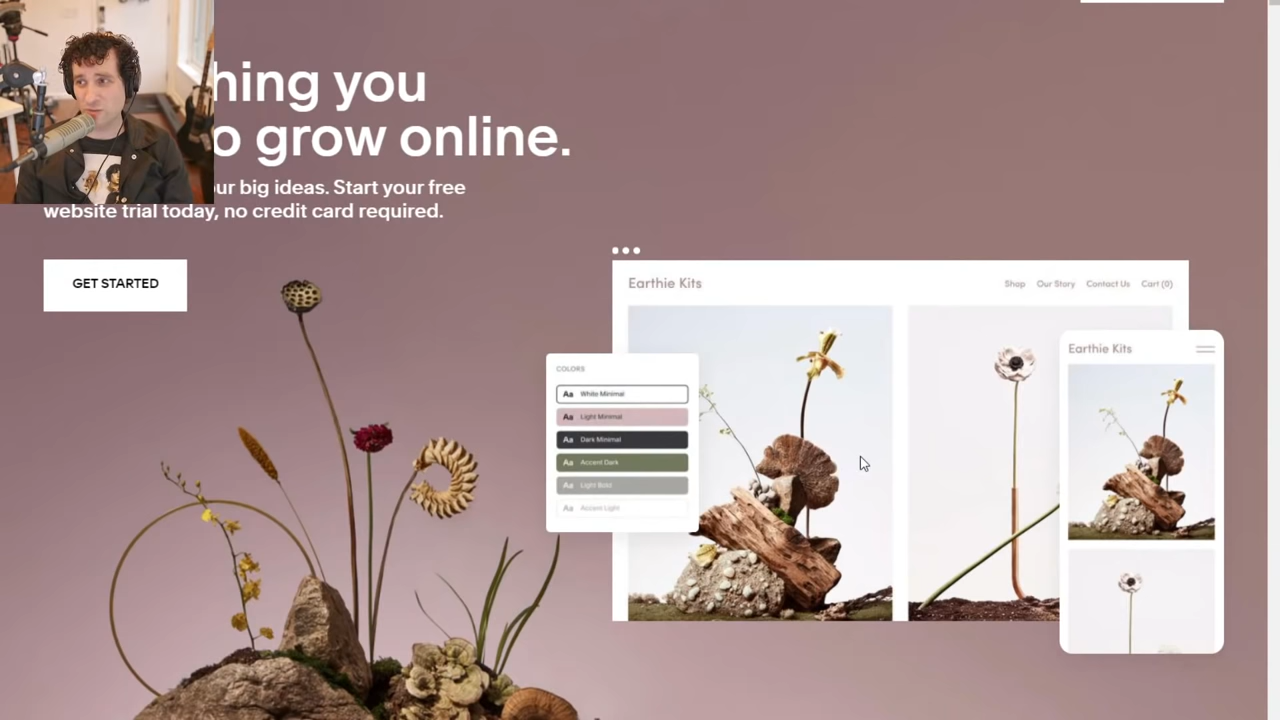 hing you
o grow online.
ur big ideas. Start your free
website trial today, no credit card required.
GET STARTED
Earthie Kits
Shop Our Story Contact Us Cart (0)
COLORS
Aa White Minimal
Aa Light Minimal
Aa Dark Minimal
Aa Accent Dark
Aa Light Bold
Aa Accent Light
Earthie Kits